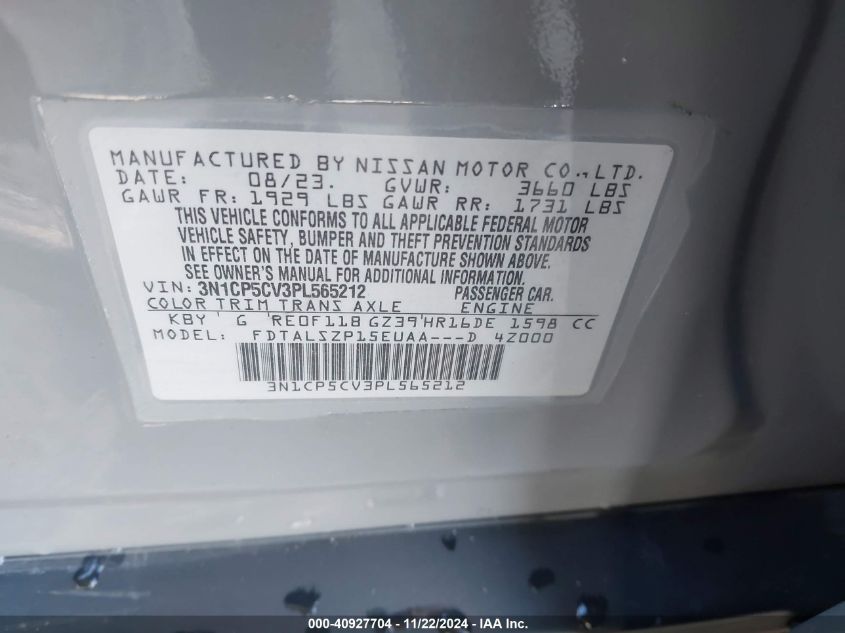 MANUFACTURED BY NISSAN MOTOR CO.,LTD.
DATE: 08/23. GVWR: 3660 LBS
GAWR FR: 1929 LBS GAWR RR: 1731 LBS
THIS VEHICLE CONFORMS TO ALL APPLICABLE FEDERAL MOTOR
VEHICLE SAFETY, BUMPER AND THEFT PREVENTION STANDARDS
IN EFFECT ON THE DATE OF MANUFACTURE SHOWN ABOVE.
SEE OWNER'S MANUAL FOR ADDITIONAL INFORMATION.
VIN: 3N1CP5CV3PL565212 PASSENGER CAR.
COLOR TRIM TRANS AXLE ENGINE
KBY G RE0F11B GZ39 HR16DE 1598 CC
MODEL: FDTALSZP15EUAA---D 4Z000
3N1CP5CV3PL565212
000-40927704 - 11/22/2024 - IAA Inc.